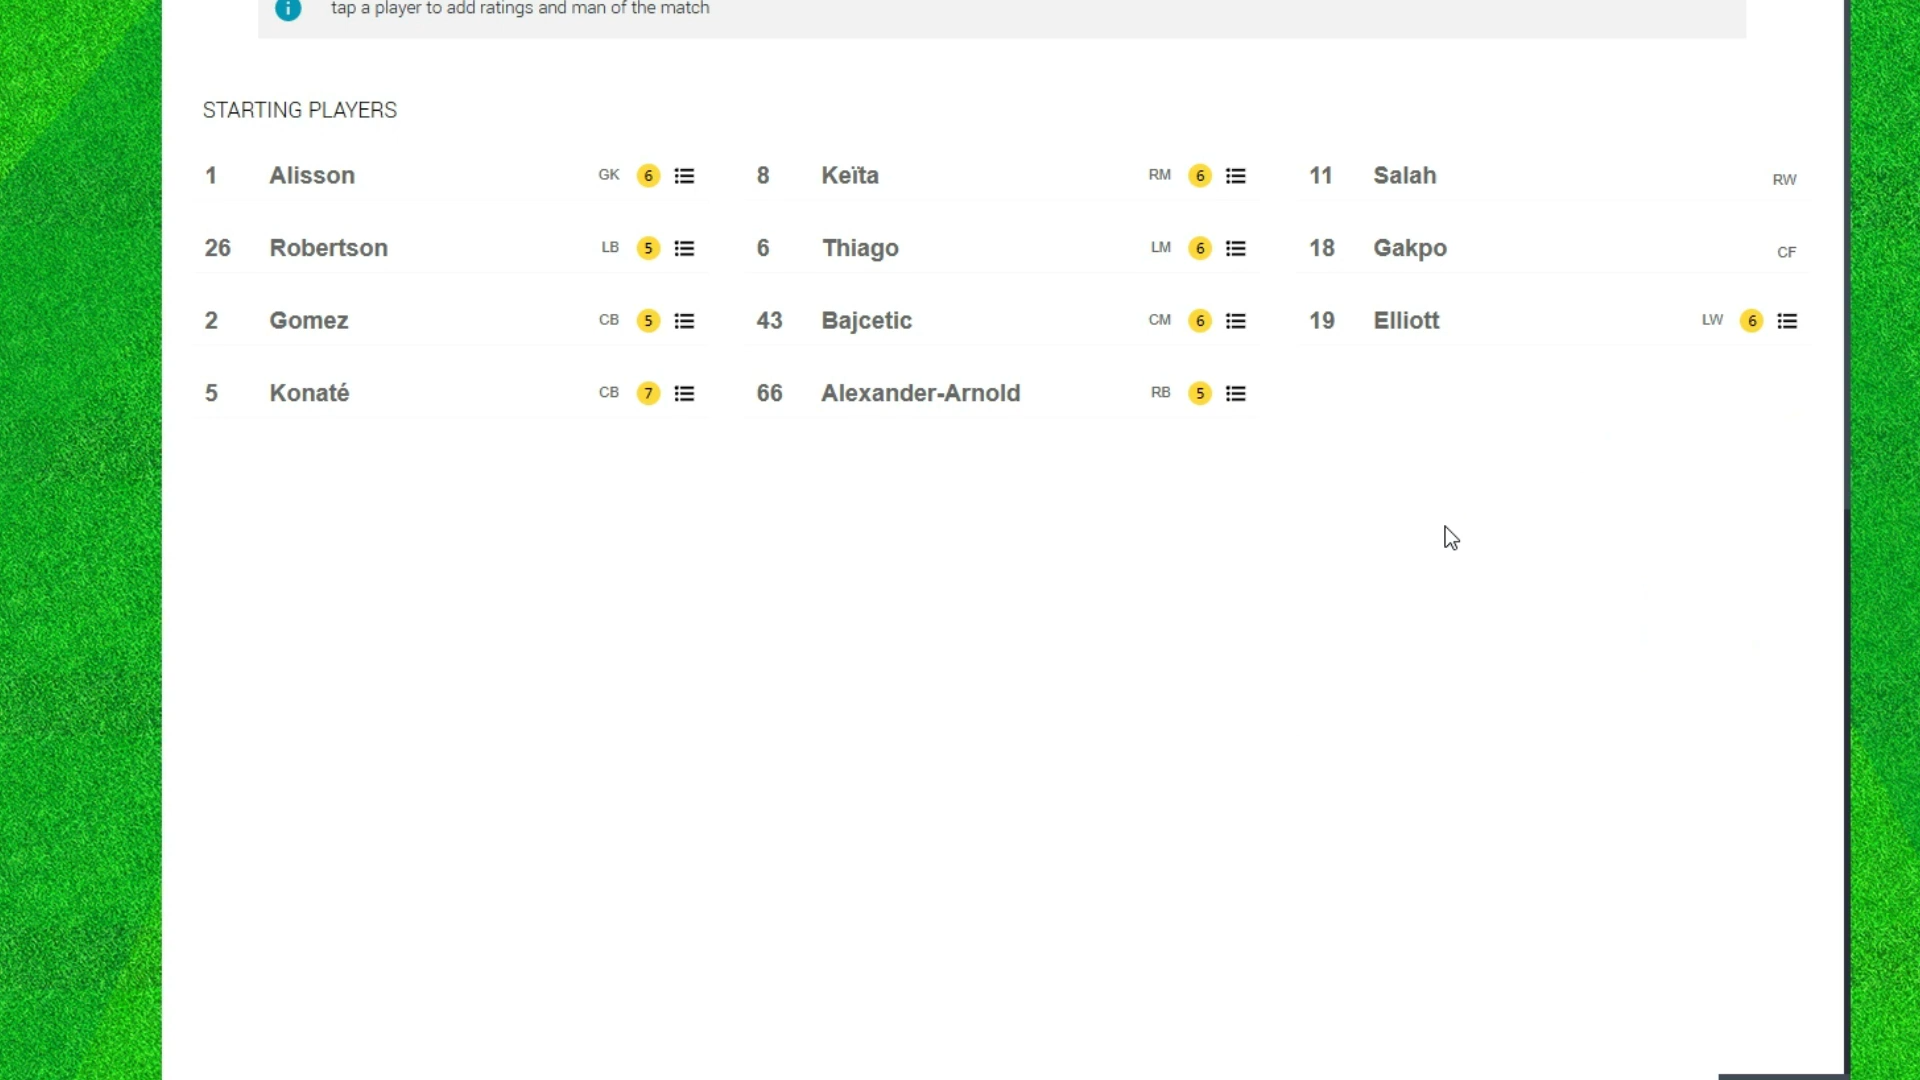 tap a player to add ratings and man of the match
STARTING PLAYERS
1 Alisson GK 6
26 Robertson LB 5
2 Gomez CB 5
5 Konaté CB 7
8 Keïta RM 6
6 Thiago LM 6
43 Bajcetic CM 6
66 Alexander-Arnold RB 5
11 Salah RW
18 Gakpo CF
19 Elliott LW 6